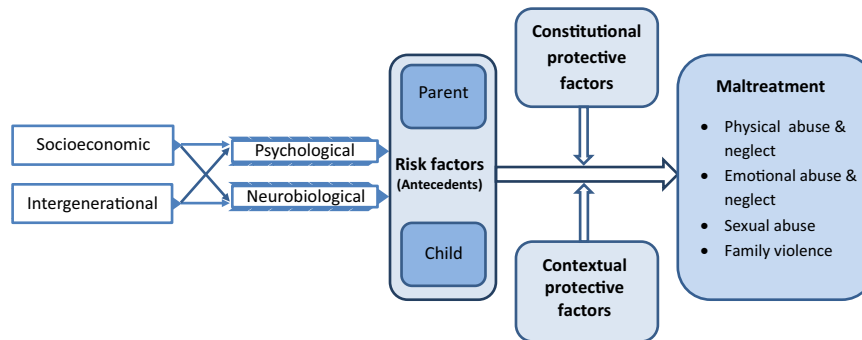 Socioeconomic
Intergenerational
Psychological
Neurobiological
Parent
Risk factors
(Antecedents)
Child
Constitutional
protective
factors
Contextual
protective
factors
Maltreatment
• Physical abuse &
neglect
• Emotional abuse &
neglect
• Sexual abuse
• Family violence